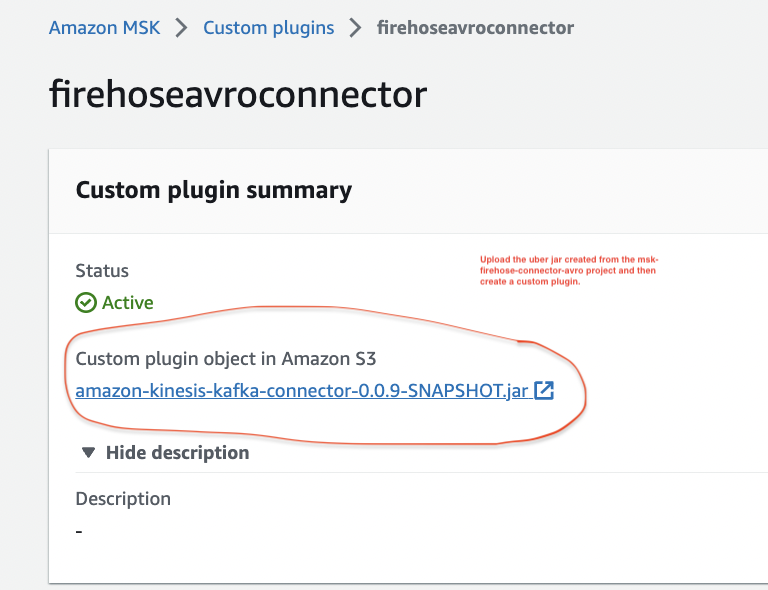 Amazon MSK > Custom plugins > firehoseavroconnector
firehoseavroconnector
Custom plugin summary
Upload the uber jar created from the msk-
firehose-connector-avro project and then
create a custom plugin.
Status
Active
Custom plugin object in Amazon S3
amazon-kinesis-kafka-connector-0.0.9-SNAPSHOT.jar
Hide description
Description
-